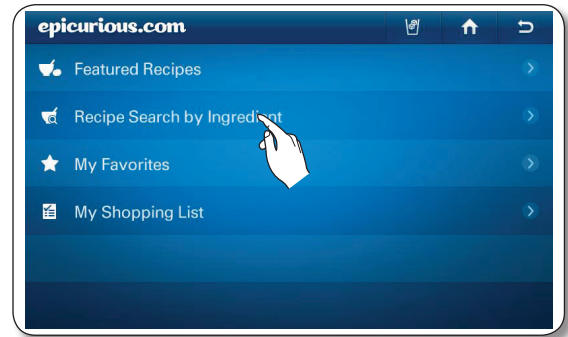 epicurious.com
Featured Recipes
Recipe Search by Ingredient
My Favorites
My Shopping List